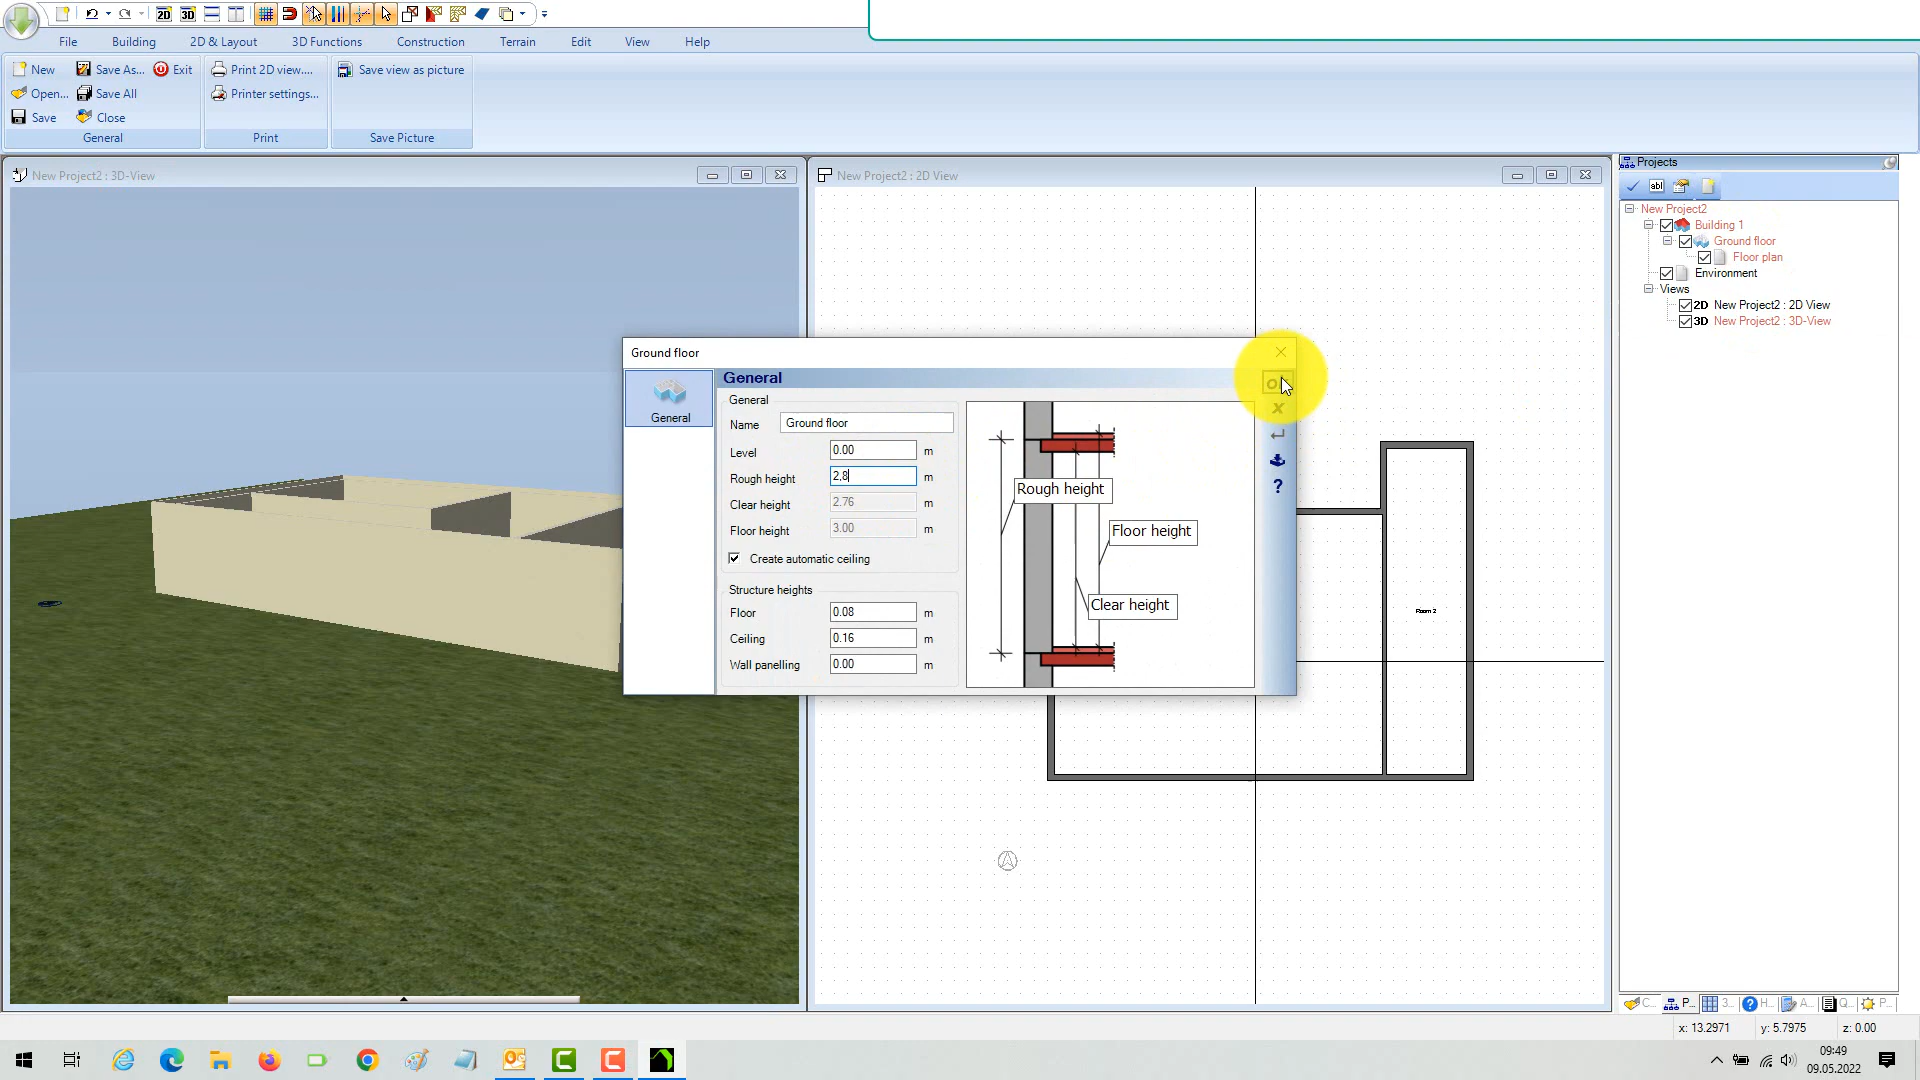 File
Building
2D & Layout
3D Functions
Construction
Terrain
Edit
View
Help
New
Save As...
Exit
Open...
Save All
Save
Close
General
Print 2D view....
Printer settings...
Print
Save view as picture
Save Picture
New Project2 : 3D-View
New Project2 : 2D View
Projects
abl
New Project2
Building 1
Ground floor
Floor plan
Environment
Views
2D New Project2 : 2D View
3D New Project2 : 3D-View
Ground floor
General
General
General
Name Ground floor
Level 0.00 m
Rough height 2,8 m
Clear height 2.76 m
Floor height 3.00 m
Create automatic ceiling
Structure heights
Floor 0.08 m
Ceiling 0.16 m
Wall panelling 0.00 m
Rough height
Floor height
Clear height
Room 2
C...
P...
3...
H...
A...
Q...
P...
x: 13.2971
y: 5.7975
z: 0.00
09:49
09.05.2022